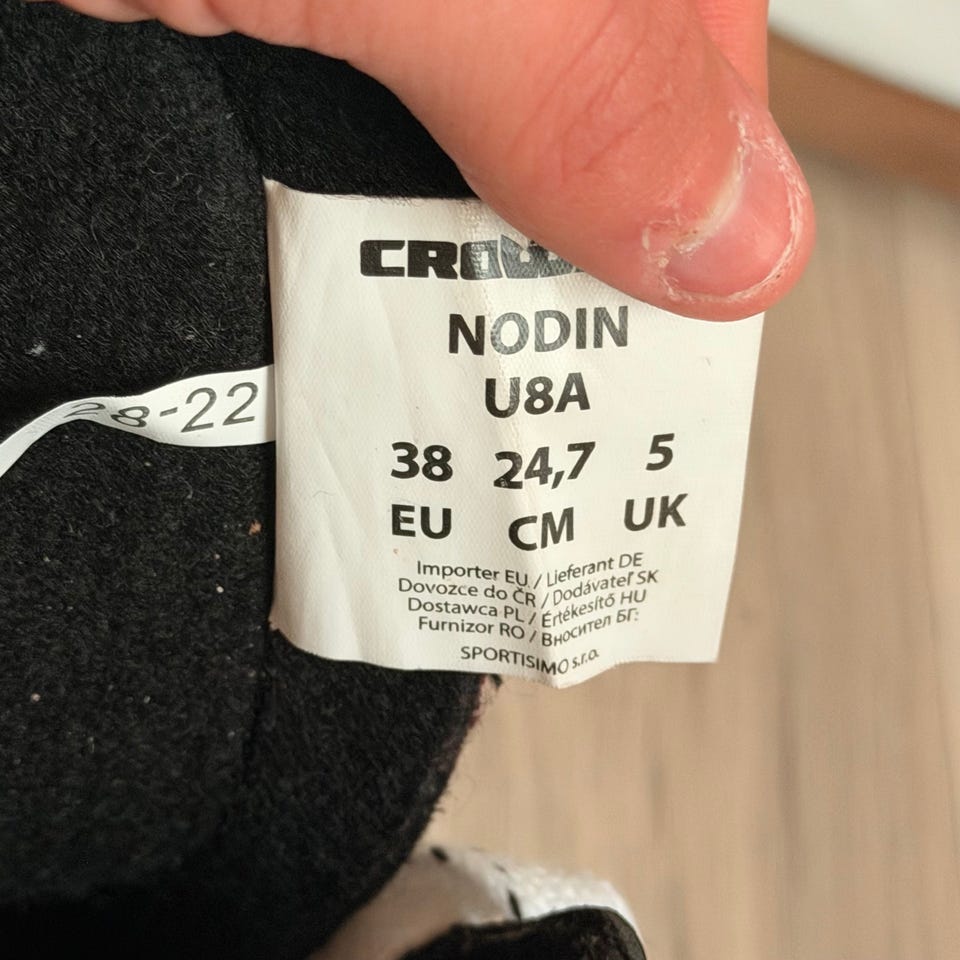 NODIN
U8A
38 24,7 5
EU CM UK
Importer EU / Lieferant DE
Dovozce do ČR / Dodávateľ SK
Dostawca PL / Értékesítő HU
Furnizor RO / Вносител БГ:
SPORTISIMO s.r.o.
28-22